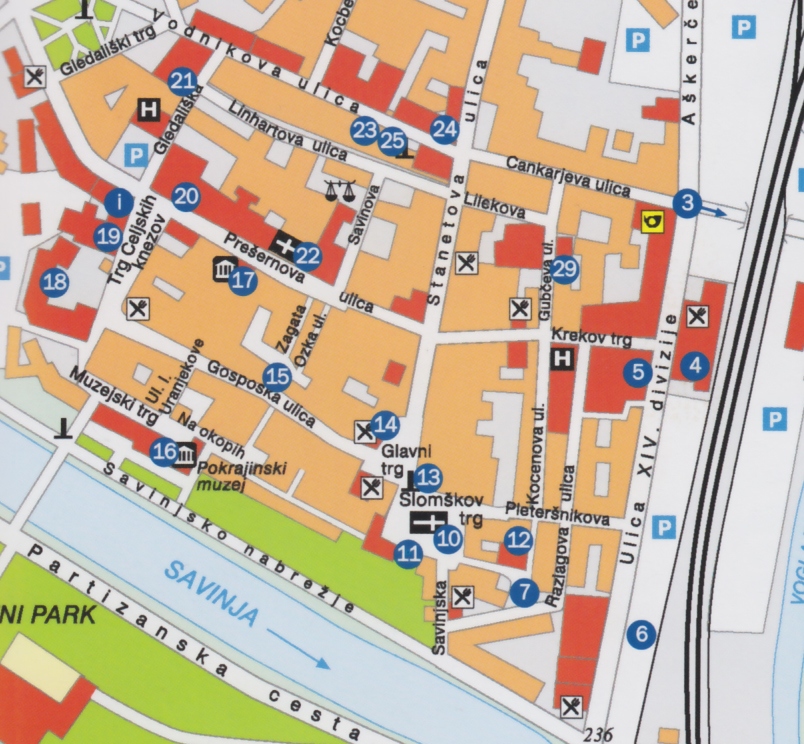 Vodnikova ulica
Gledališki trg
P
P
21
H
Gledališka
Linhartova ulica
23
25
24
ulica
Cankarjeva ulica
P
i
20
Savinova
Stanetova
Lilekova
3
19
Trg Celjskih
knezov
Prešernova
ulica
22
17
18
Gubčeva ul.
29
P
Zagata
Ozka ul.
Krekov trg
H
5
4
Ul. I.
Uranjekove
Gosposka ulica
15
Muzejski trg
Na okopih
16
Pokrajinski
muzej
14
Glavni
trg
13
Slomškov
trg
10
11
Kocenova ul.
Pleteršnikova
12
Razlagova ulica
7
Ulica XIV. divizije
P
P
6
Savinjsko nabrežje
Savinjska
SAVINJA
NI PARK
Partizanska cesta
236